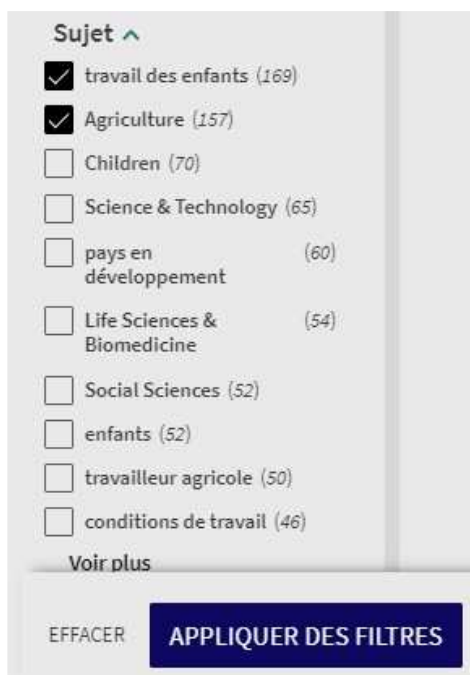 Sujet
travail des enfants (169)
Agriculture (157)
Children (70)
Science & Technology (65)
pays en (60)
développement
Life Sciences & (54)
Biomedicine
Social Sciences (52)
enfants (52)
travailleur agricole (50)
conditions de travail (46)
Voir plus
EFFACER APPLIQUER DES FILTRES